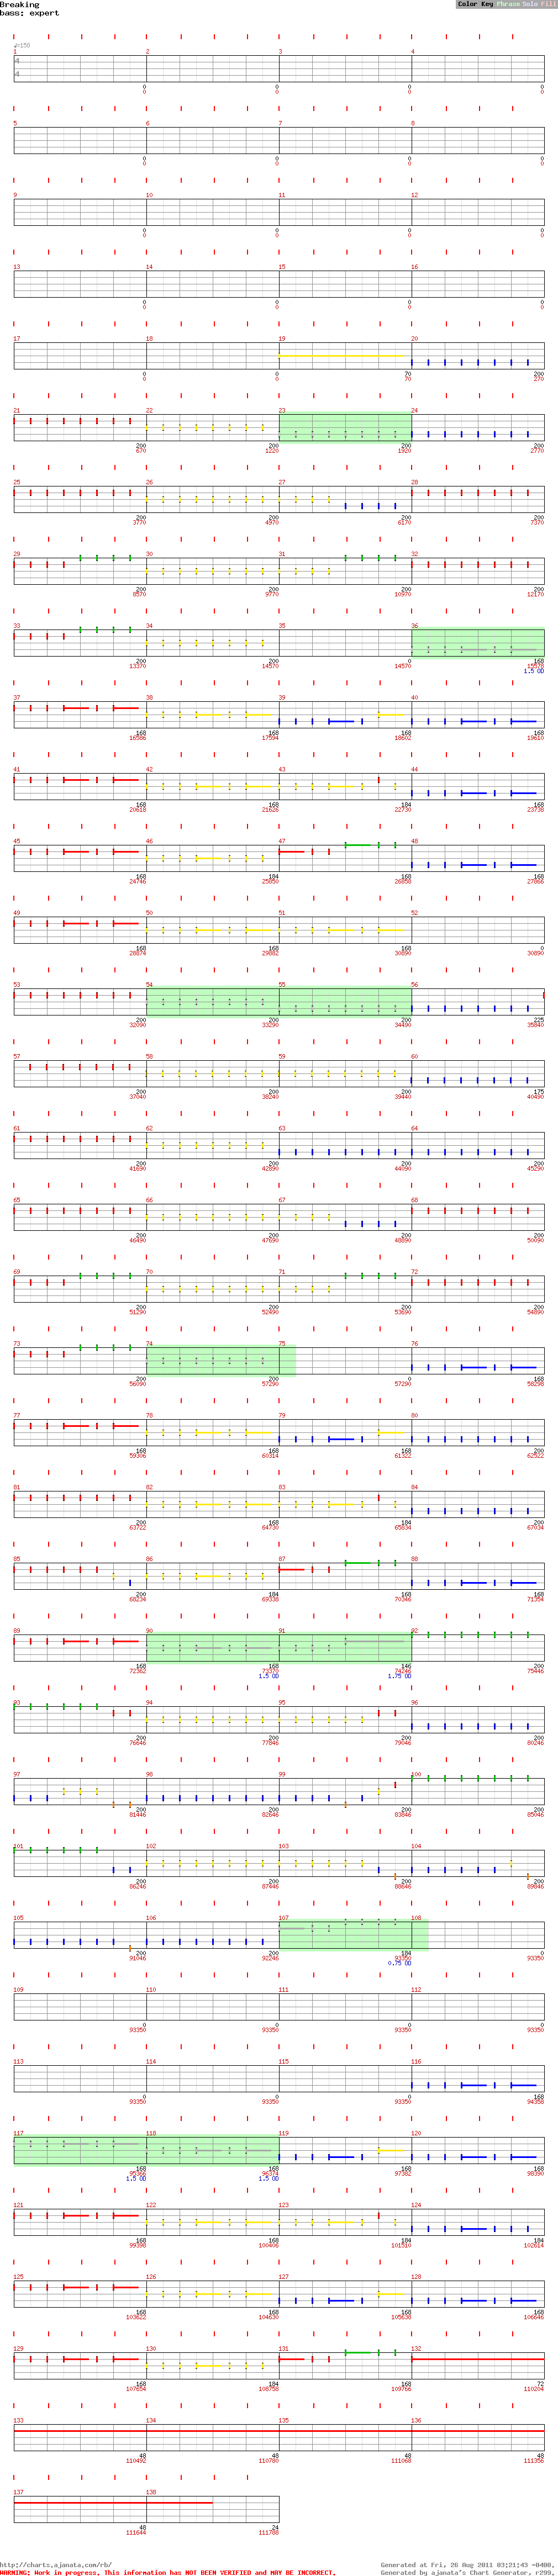 Breaking
bass: expert
Color Key Phrase Solo Fill
♩=150
1 2 3 4
4
4
0 0 0 0
0 0 0 0
5 6 7 8
0 0 0 0
0 0 0 0
9 10 11 12
0 0 0 0
0 0 0 0
13 14 15 16
0 0 0 0
0 0 0 0
17 18 19 20
0 0 70 200
0 0 70 270
21 22 23 24
200 200 200 200
670 1220 1920 2770
25 26 27 28
200 200 200 200
3770 4970 6170 7370
29 30 31 32
200 200 200 200
8570 9770 10970 12170
33 34 35 36
200 200 0 168
13370 14570 14570 15578
1.5 OD
37 38 39 40
168 168 168 168
16586 17594 18602 19610
41 42 43 44
168 168 184 168
20618 21626 22730 23738
45 46 47 48
168 184 168 168
24746 25850 26858 27866
49 50 51 52
168 168 168 0
28874 29882 30890 30890
53 54 55 56
200 200 200 225
32090 33290 34490 35840
57 58 59 60
200 200 200 175
37040 38240 39440 40490
61 62 63 64
200 200 200 200
41690 42890 44090 45290
65 66 67 68
200 200 200 200
46490 47690 48890 50090
69 70 71 72
200 200 200 200
51290 52490 53690 54890
73 74 75 76
200 200 0 168
56090 57290 57290 58298
77 78 79 80
168 168 168 200
59306 60314 61322 62522
81 82 83 84
200 168 184 200
63722 64730 65834 67034
85 86 87 88
200 184 168 168
68234 69338 70346 71354
89 90 91 92
168 168 146 200
72362 73370 74246 75446
1.5 OD 1.75 OD
93 94 95 96
200 200 200 200
76646 77846 79046 80246
97 98 99 100
200 200 200 200
81446 82646 83846 85046
101 102 103 104
200 200 200 200
86246 87446 88646 89846
105 106 107 108
200 200 184 0
91046 92246 93350 93350
0.75 OD
109 110 111 112
0 0 0 0
93350 93350 93350 93350
113 114 115 116
0 0 0 168
93350 93350 93350 94358
117 118 119 120
168 168 168 168
95366 96374 97382 98390
1.5 OD 1.5 OD
121 122 123 124
168 168 184 184
99398 100406 101510 102614
125 126 127 128
168 168 168 168
103622 104630 105638 106646
129 130 131 132
168 184 168 72
107654 108758 109766 110204
133 134 135 136
48 48 48 48
110492 110780 111068 111356
137 138
48 24
111644 111788
http://charts.ajanata.com/rb/
Generated at Fri, 26 Aug 2011 03:21:43 -0400.
WARNING: Work in progress. This information has NOT BEEN VERIFIED and MAY BE INCORRECT.
Generated by ajanata's Chart Generator, r299.